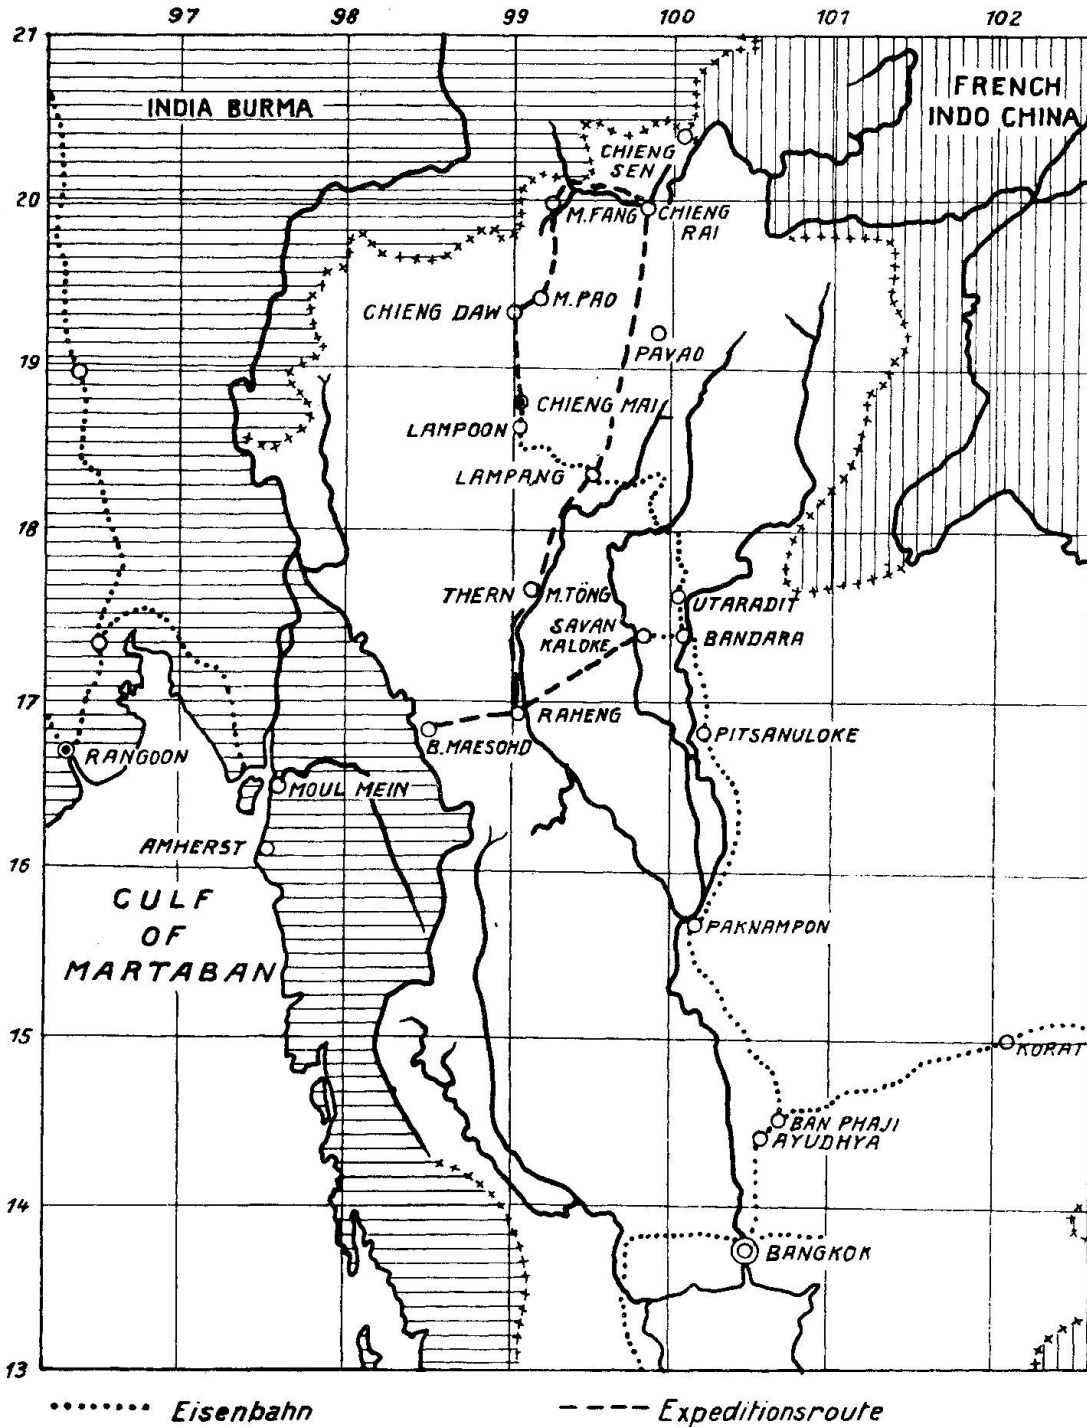 97 98 99 100 101 102
21
INDIA BURMA
FRENCH
INDO CHINA
CHIENG
SEN
20
M. FANG
CHIENG
RAI
CHIENG DAW
M. PAO
PAVAO
19
CHIENG MAI
LAMPOON
LAMPANG
18
THERN
M. TÖNG
UTARADIT
SAVAN
KALOKE
BANDARA
17
RAHENG
B. MAESOHD
PITSANULOKE
RANGOON
MOUL MEIN
AMHERST
16
GULF
OF
MARTABAN
PAKNAMPON
15
KORAT
BAN PHAJI
AYUDHYA
14
BANGKOK
13
Eisenbahn
Expeditionsroute